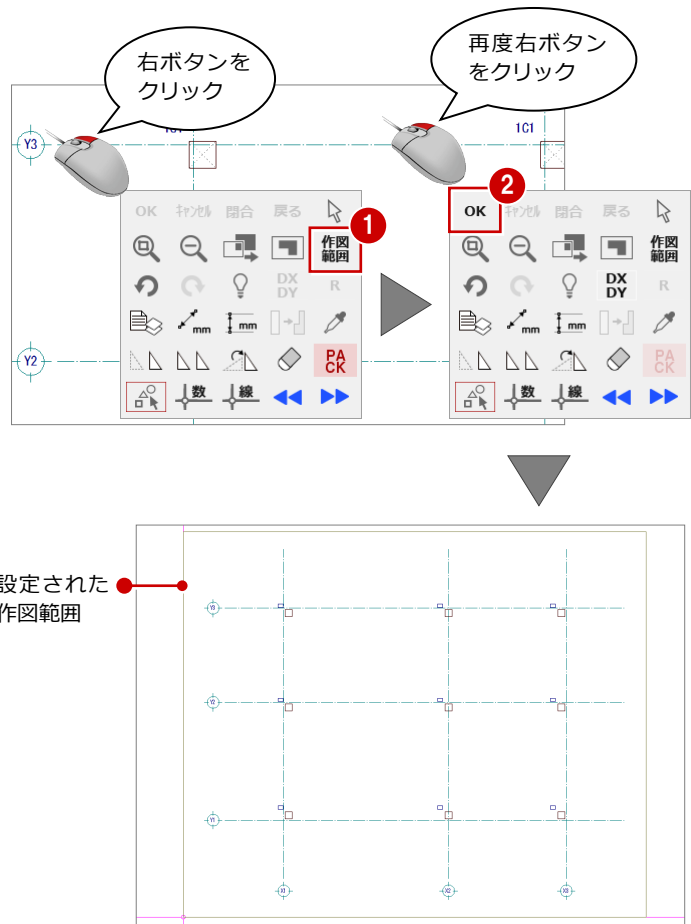 右ボタンを
クリック
再度右ボタン
をクリック
Y3
1C1
OK ｷｬﾝｾﾙ 閉合 戻る
1
作図
範囲
DX
DY
R
mm
mm
PA
CK
数
線
2
OK ｷｬﾝｾﾙ 閉合 戻る
作図
範囲
DX
DY
R
mm
mm
PA
CK
数
線
Y2
設定された
作図範囲
Y3
Y2
Y1
X1
X2
X3